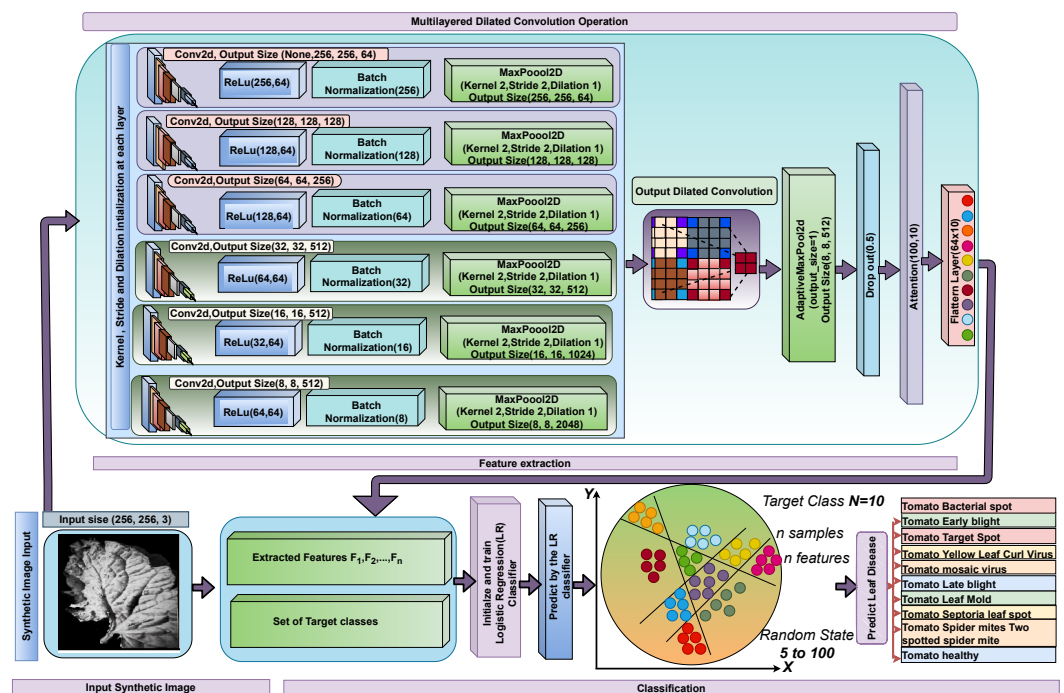 Multilayered Dilated Convolution Operation
Kernel, Stride and Dilation intialization at each layer
Conv2d, Output Size (None,256, 256, 64)
ReLu(256,64)
Batch
Normalization(256)
MaxPoool2D
(Kernel 2,Stride 2,Dilation 1)
Output Size(256, 256, 64)
Conv2d, Output Size(128, 128, 128)
ReLu(128,64)
Batch
Normalization(128)
MaxPoool2D
(Kernel 2,Stride 2,Dilation 1)
Output Size(128, 128, 128)
Conv2d,Output Size(64, 64, 256)
ReLu(128,64)
Batch
Normalization(64)
MaxPoool2D
(Kernel 2,Stride 2,Dilation 1)
Output Size(64, 64, 256)
Conv2d,Output Size(32, 32, 512)
ReLu(64,64)
Batch
Normalization(32)
MaxPoool2D
(Kernel 2,Stride 2,Dilation 1)
Output Size(32, 32, 512)
Conv2d,Output Size(16, 16, 512)
ReLu(32,64)
Batch
Normalization(16)
MaxPoool2D
(Kernel 2,Stride 2,Dilation 1)
Output Size(16, 16, 1024)
Conv2d,Output Size(8, 8, 512)
ReLu(64,64)
Batch
Normalization(8)
MaxPoool2D
(Kernel 2,Stride 2,Dilation 1)
Output Size(8, 8, 2048)
Output Dilated Convolution
AdaptiveMaxPool2d
(output_size=1)
Output Size(8, 8, 512)
Drop out(0.5)
Attention(100,10)
Flattern Layer(64x10)
Feature extraction
Synthetic Image Input
Input sise (256, 256, 3)
Extracted Features F1,F2,...,Fn
Set of Target classes
Initialze and train
Logistic Regression(LR)
Classifier
Predict by the LR
classifier
Y
X
Target Class N=10
n samples
n features
Random State
5 to 100
Predict Leaf Disease
Tomato Bacterial spot
Tomato Early blight
Tomato Target Spot
Tomato Yellow Leaf Curl Virus
Tomato mosaic virus
Tomato Late blight
Tomato Leaf Mold
Tomato Septoria leaf spot
Tomato Spider mites Two
spotted spider mite
Tomato healthy
Input Synthetic Image
Classification